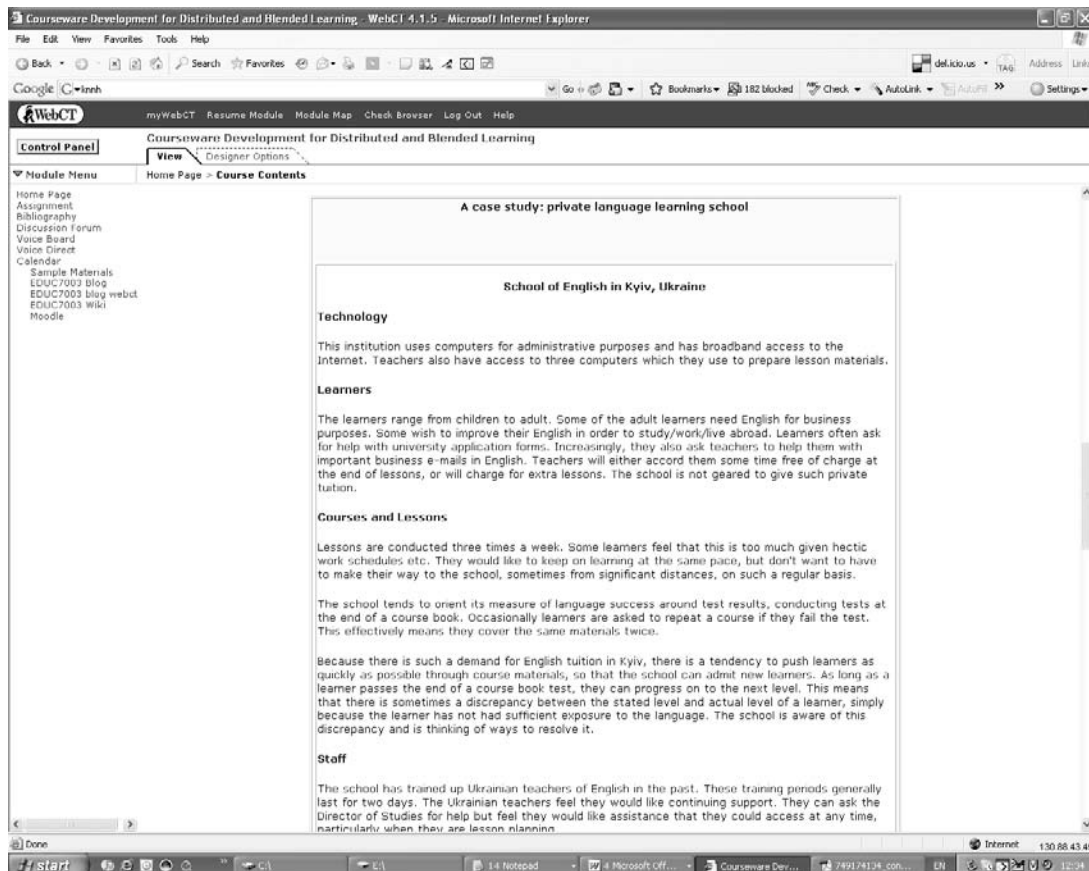 Courseware Development for Distributed and Blended Learning - WebCT 4.1.5 - Microsoft Internet Explorer
File Edit View Favorites Tools Help
Back Search Favorites del.icio.us TAG Address Links
Google Go Bookmarks 182 blocked Check AutoLink AutoFill Settings
WebCT myWebCT Resume Module Module Map Check Browser Log Out Help
Control Panel
Courseware Development for Distributed and Blended Learning
View Designer Options
Module Menu
Home Page > Course Contents
Home Page
Assignment
Bibliography
Discussion Forum
Voice Board
Voice Direct
Calendar
Sample Materials
EDUC7003 Blog
EDUC7003 blog webct
EDUC7003 Wiki
Moodle
A case study: private language learning school
School of English in Kyiv, Ukraine
Technology
This institution uses computers for administrative purposes and has broadband access to the
Internet. Teachers also have access to three computers which they use to prepare lesson materials.
Learners
The learners range from children to adult. Some of the adult learners need English for business
purposes. Some wish to improve their English in order to study/work/live abroad. Learners often ask
for help with university application forms. Increasingly, they also ask teachers to help them with
important business e-mails in English. Teachers will either accord them some time free of charge at
the end of lessons, or will charge for extra lessons. The school is not geared to give such private
tuition.
Courses and Lessons
Lessons are conducted three times a week. Some learners feel that this is too much given hectic
work schedules etc. They would like to keep on learning at the same pace, but don't want to have
to make their way to the school, sometimes from significant distances, on such a regular basis.
The school tends to orient its measure of language success around test results, conducting tests at
the end of a course book. Occasionally learners are asked to repeat a course if they fail the test.
This effectively means they cover the same materials twice.
Because there is such a demand for English tuition in Kyiv, there is a tendency to push learners as
quickly as possible through course materials, so that the school can admit new learners. As long as a
learner passes the end of a course book test, they can progress on to the next level. This means
that there is sometimes a discrepancy between the stated level and actual level of a learner, simply
because the learner has not had sufficient exposure to the language. The school is aware of this
discrepancy and is thinking of ways to resolve it.
Staff
The school has trained up Ukrainian teachers of English in the past. These training periods generally
last for two days. The Ukrainian teachers feel they would like continuing support. They can ask the
Director of Studies for help but feel they would like assistance that they could access at any time,
particularly when they are lesson planning.
Done Internet 130.88.43.4
start C:\ E:\ 14 Notepad 4 Microsoft Off... Courseware Dev... 749174134_con... EN 12:04